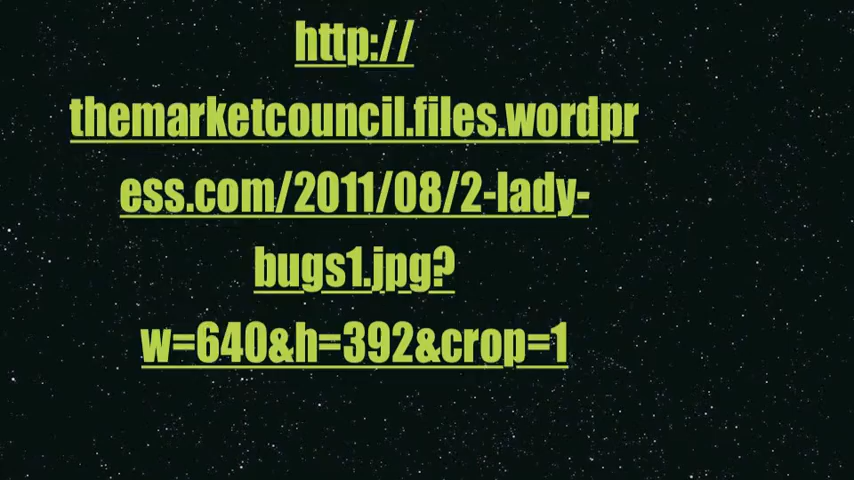 http://
themarketcouncil.files.wordpr
ess.com/2011/08/2-lady-
bugs1.jpg?
w=640&h=392&crop=1